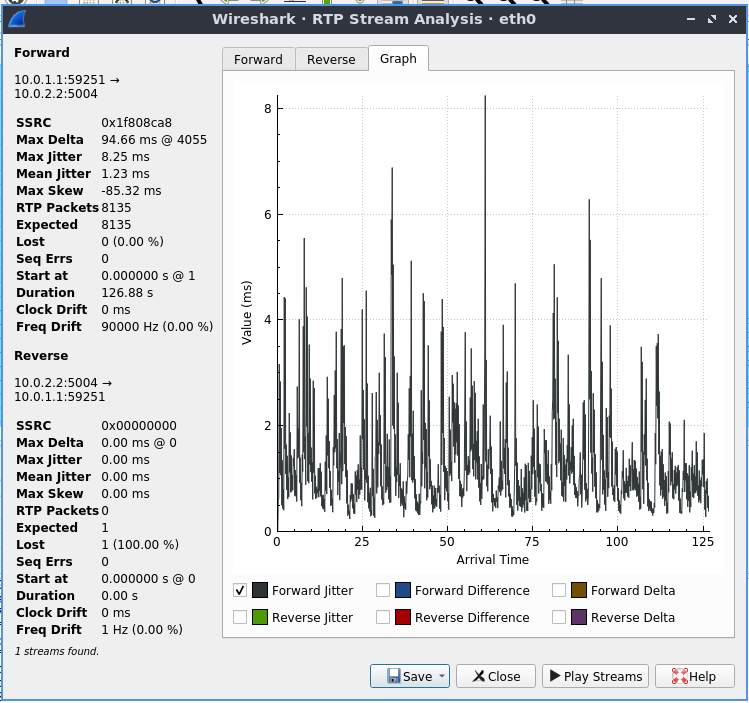 Wireshark · RTP Stream Analysis · eth0
Forward
10.0.1.1:59251 →
10.0.2.2:5004
SSRC 0x1f808ca8
Max Delta 94.66 ms @ 4055
Max Jitter 8.25 ms
Mean Jitter 1.23 ms
Max Skew -85.32 ms
RTP Packets 8135
Expected 8135
Lost 0 (0.00 %)
Seq Errs 0
Start at 0.000000 s @ 1
Duration 126.88 s
Clock Drift 0 ms
Freq Drift 90000 Hz (0.00 %)
Reverse
10.0.2.2:5004 →
10.0.1.1:59251
SSRC 0x00000000
Max Delta 0.00 ms @ 0
Max Jitter 0.00 ms
Mean Jitter 0.00 ms
Max Skew 0.00 ms
RTP Packets 0
Expected 1
Lost 1 (100.00 %)
Seq Errs 0
Start at 0.000000 s @ 0
Duration 0.00 s
Clock Drift 0 ms
Freq Drift 1 Hz (0.00 %)
1 streams found.
Forward Reverse Graph
8
6
4
2
0
Value (ms)
0 25 50 75 100 125
Arrival Time
Forward Jitter Forward Difference Forward Delta
Reverse Jitter Reverse Difference Reverse Delta
Save Close Play Streams Help